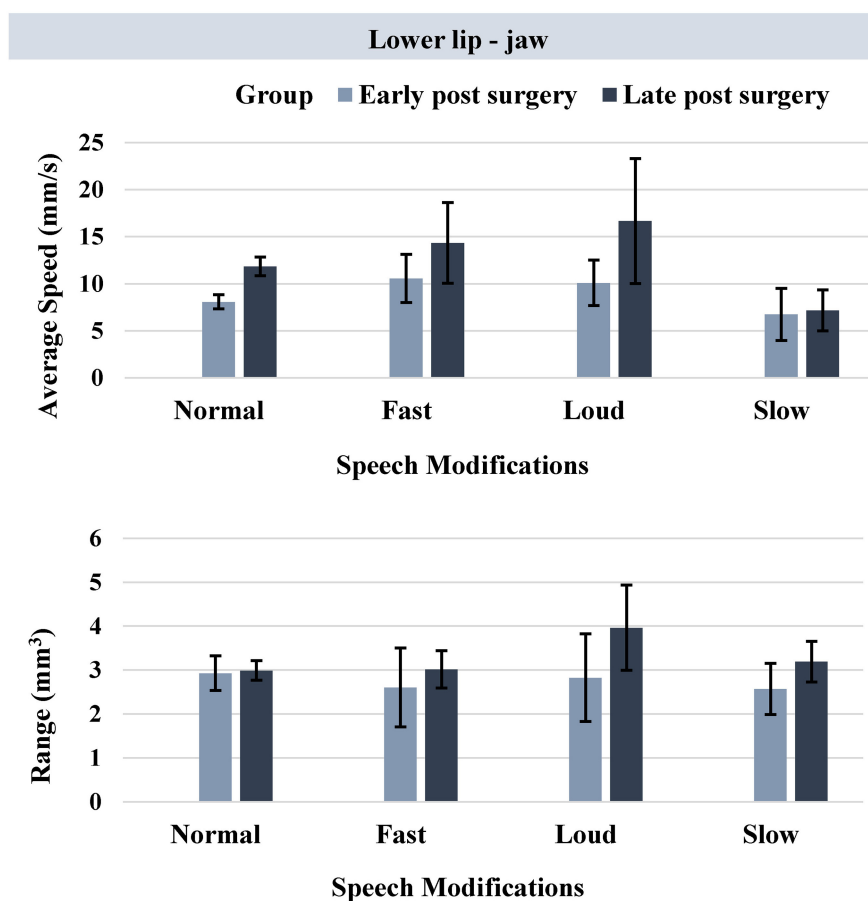 Lower lip - jaw
Group Early post surgery Late post surgery
Average Speed (mm/s)
25
20
15
10
5
0
Normal Fast Loud Slow
Speech Modifications
Range (mm³)
6
5
4
3
2
1
0
Normal Fast Loud Slow
Speech Modifications